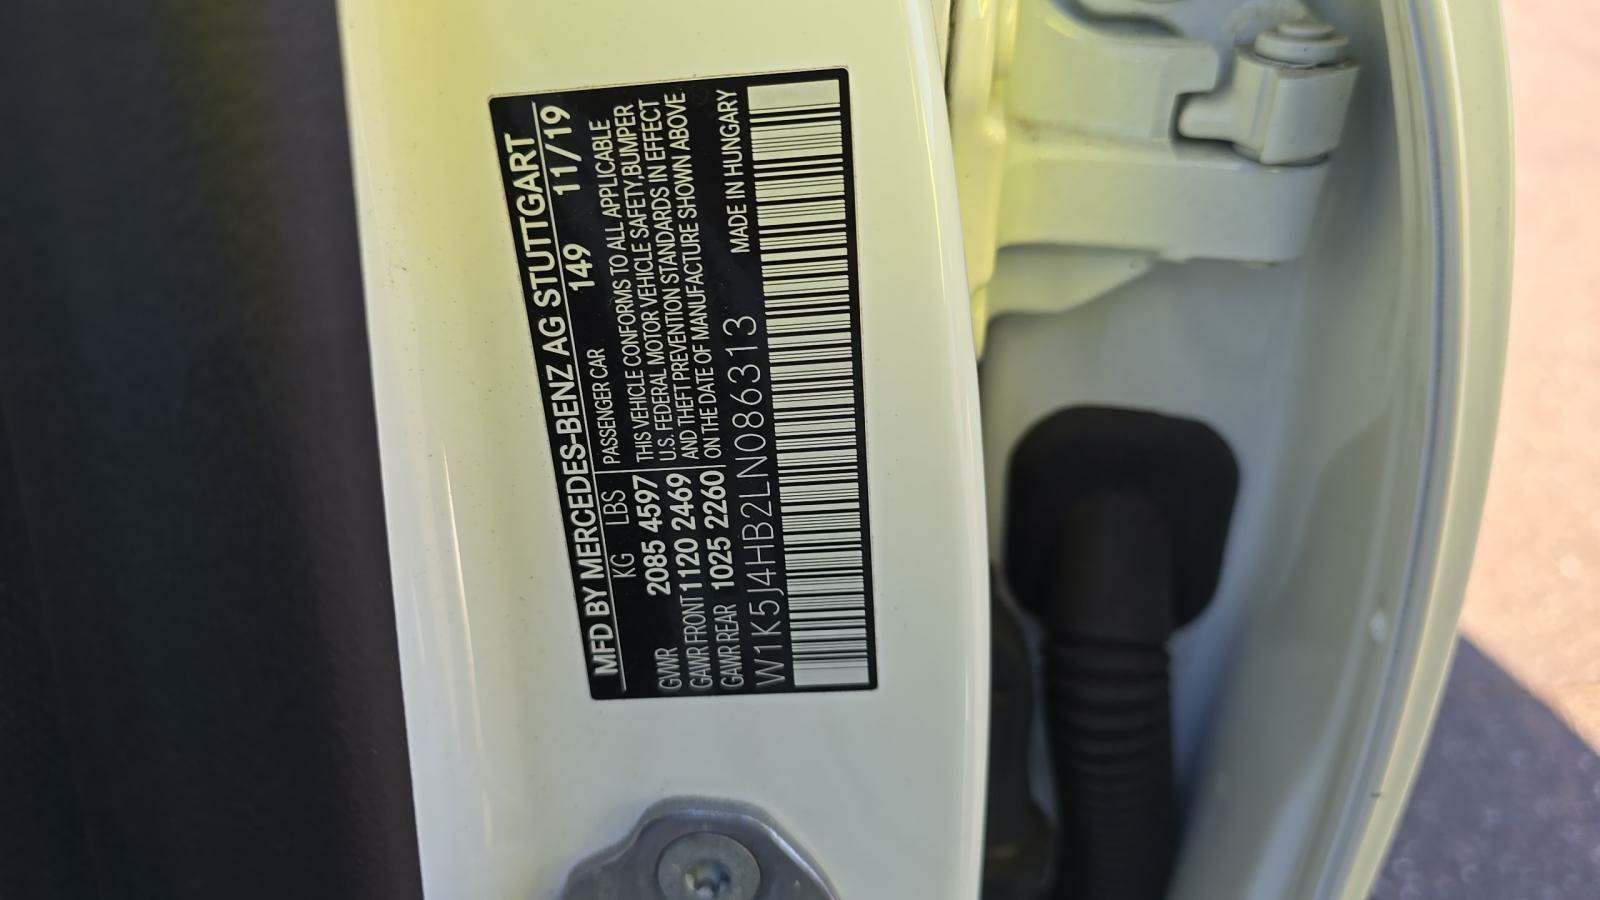 MFD BY MERCEDES-BENZ AG STUTTGART
KG LBS 149 11/19
GWR 2085 4597
GAWR FRONT 1120 2469
GAWR REAR 1025 2260
PASSENGER CAR
THIS VEHICLE CONFORMS TO ALL APPLICABLE
U.S. FEDERAL MOTOR VEHICLE SAFETY,BUMPER
AND THEFT PREVENTION STANDARDS IN EFFECT
ON THE DATE OF MANUFACTURE SHOWN ABOVE
MADE IN HUNGARY
W1K5J4HB2LN086313